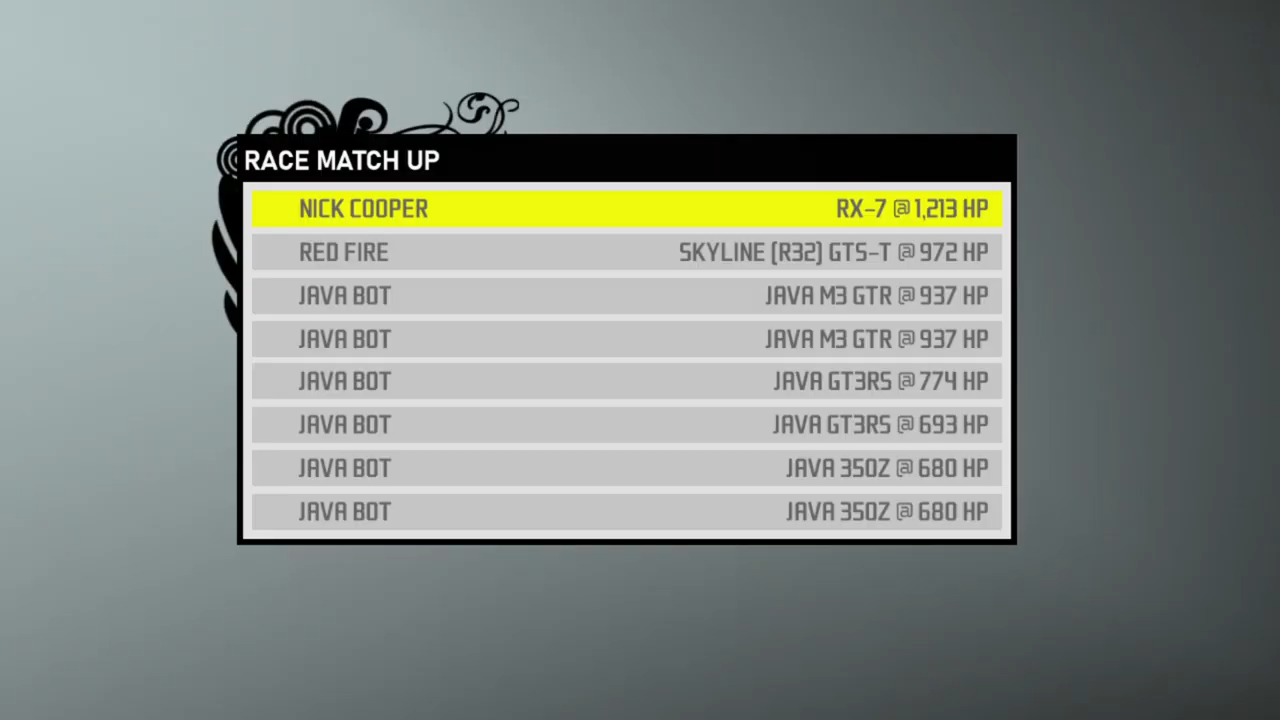 RACE MATCH UP
NICK COOPER RX-7 @ 1,213 HP
RED FIRE SKYLINE (R32) GTS-T @ 972 HP
JAVA BOT JAVA M3 GTR @ 937 HP
JAVA BOT JAVA M3 GTR @ 937 HP
JAVA BOT JAVA GT3RS @ 774 HP
JAVA BOT JAVA GT3RS @ 693 HP
JAVA BOT JAVA 350Z @ 680 HP
JAVA BOT JAVA 350Z @ 680 HP